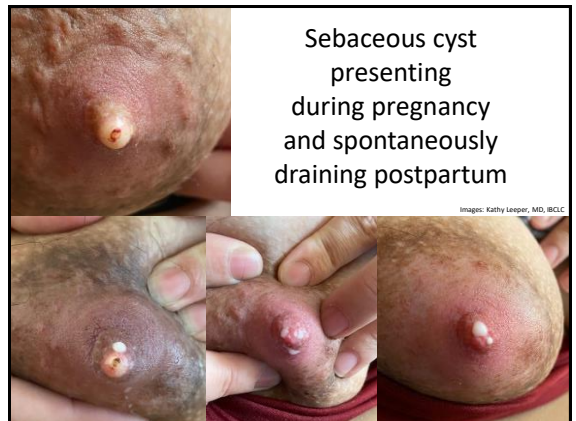 Sebaceous cyst
presenting
during pregnancy
and spontaneously
draining postpartum
Images: Kathy Leeper, MD, IBCLC